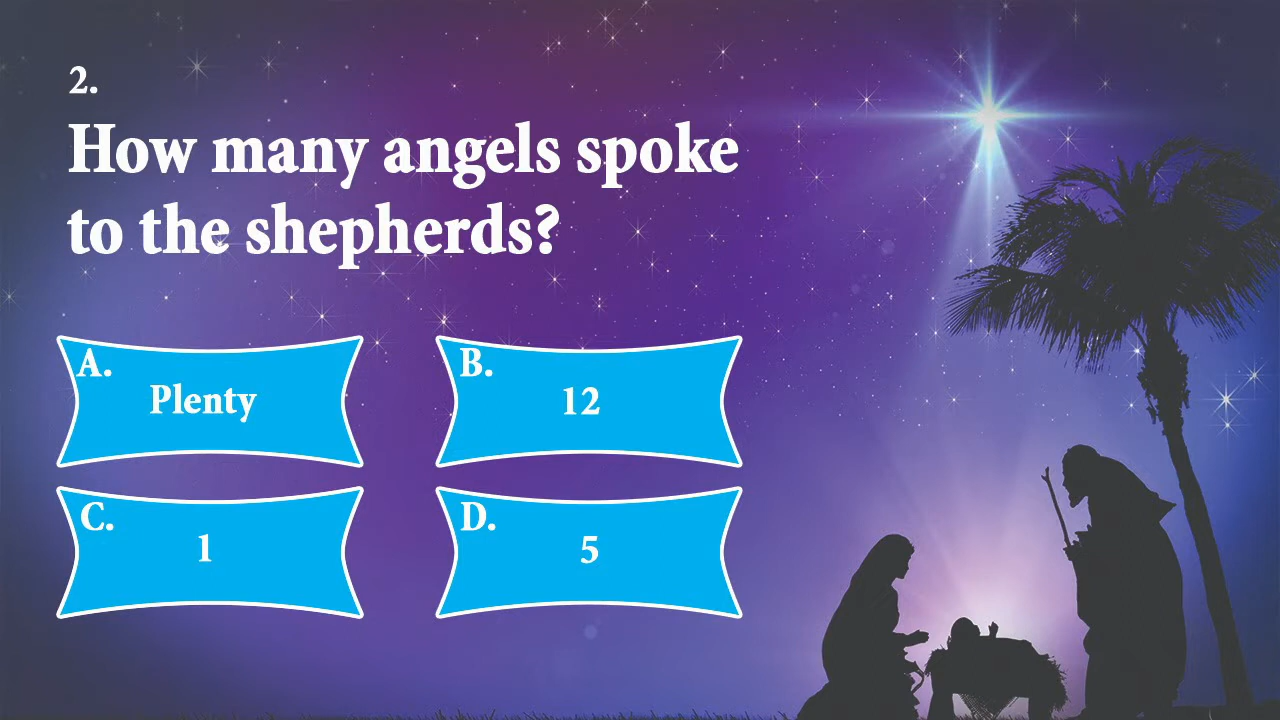 2.
How many angels spoke
to the shepherds?
A.
Plenty
B.
12
C.
1
D.
5